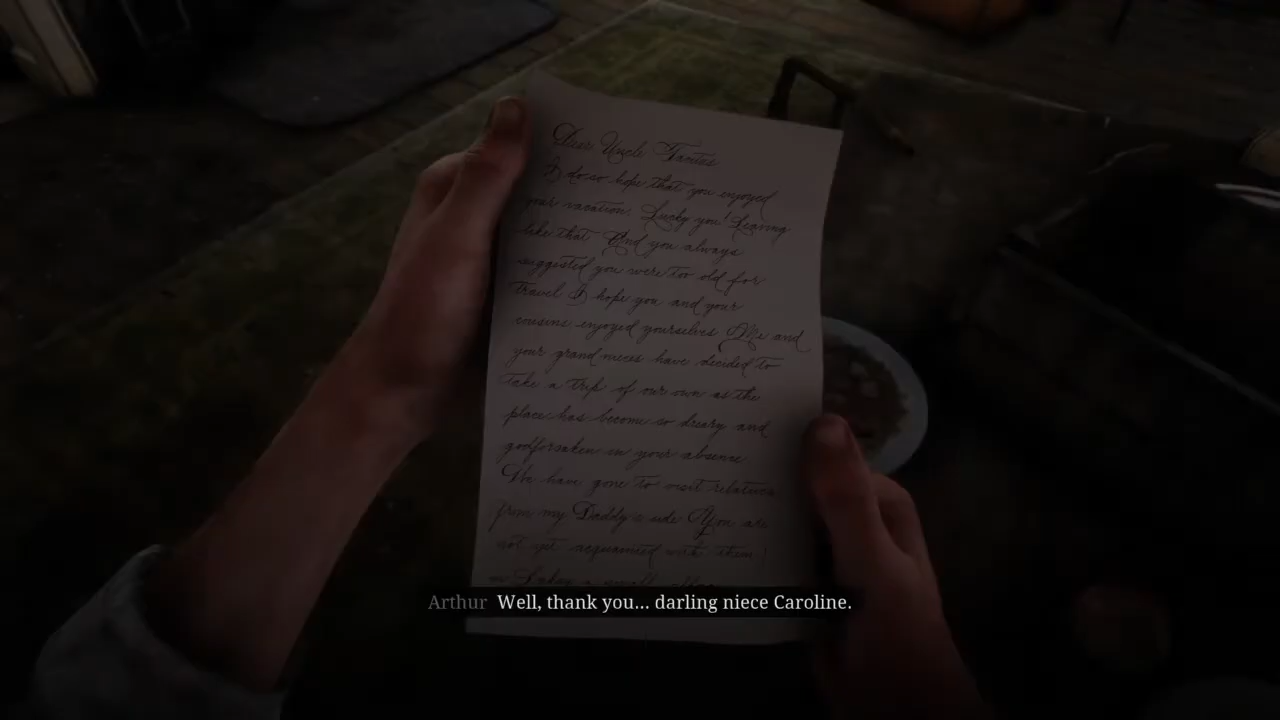 Dear Uncle Tacitus
I do so hope that you enjoyed
your vacation. Lucky you! Leaving
like that. And you always
suggested you were too old for
travel. I hope you and your
cousins enjoyed yourselves. Me and
your grand nieces have decided to
take a trip of our own as the
place has become so dreary and
godforsaken in your absence.
We have gone to visit relatives
from my Daddy's side (You are
not yet acquainted with them)
a small
Arthur Well, thank you... darling niece Caroline.